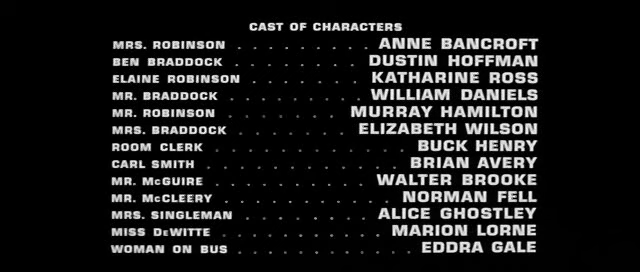 CAST OF CHARACTERS
MRS. ROBINSON . . . . . . . . . ANNE BANCROFT
BEN BRADDOCK . . . . . . . . . DUSTIN HOFFMAN
ELAINE ROBINSON . . . . . . . KATHARINE ROSS
MR. BRADDOCK . . . . . . . . . WILLIAM DANIELS
MR. ROBINSON . . . . . . . MURRAY HAMILTON
MRS. BRADDOCK . . . . . . . . ELIZABETH WILSON
ROOM CLERK . . . . . . . . . . . . BUCK HENRY
CARL SMITH . . . . . . . . . . . . BRIAN AVERY
MR. McGUIRE . . . . . . . . . . WALTER BROOKE
MR. McCLEERY . . . . . . . . . . . NORMAN FELL
MRS. SINGLEMAN . . . . . . . . ALICE GHOSTLEY
MISS DeWITTE . . . . . . . . . . MARION LORNE
WOMAN ON BUS . . . . . . . . . . . EDDRA GALE